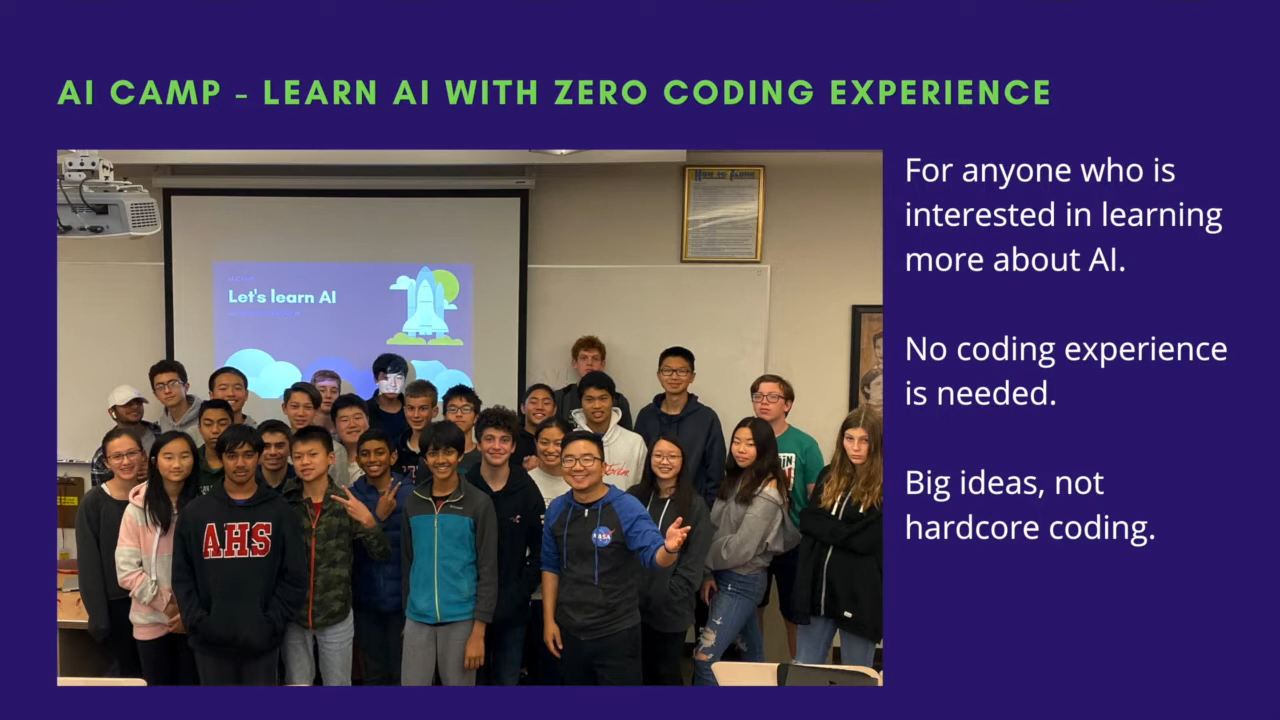 AI CAMP - LEARN AI WITH ZERO CODING EXPERIENCE
For anyone who is
interested in learning
more about AI.
No coding experience
is needed.
Big ideas, not
hardcore coding.
Let's learn AI
AHS
NASA